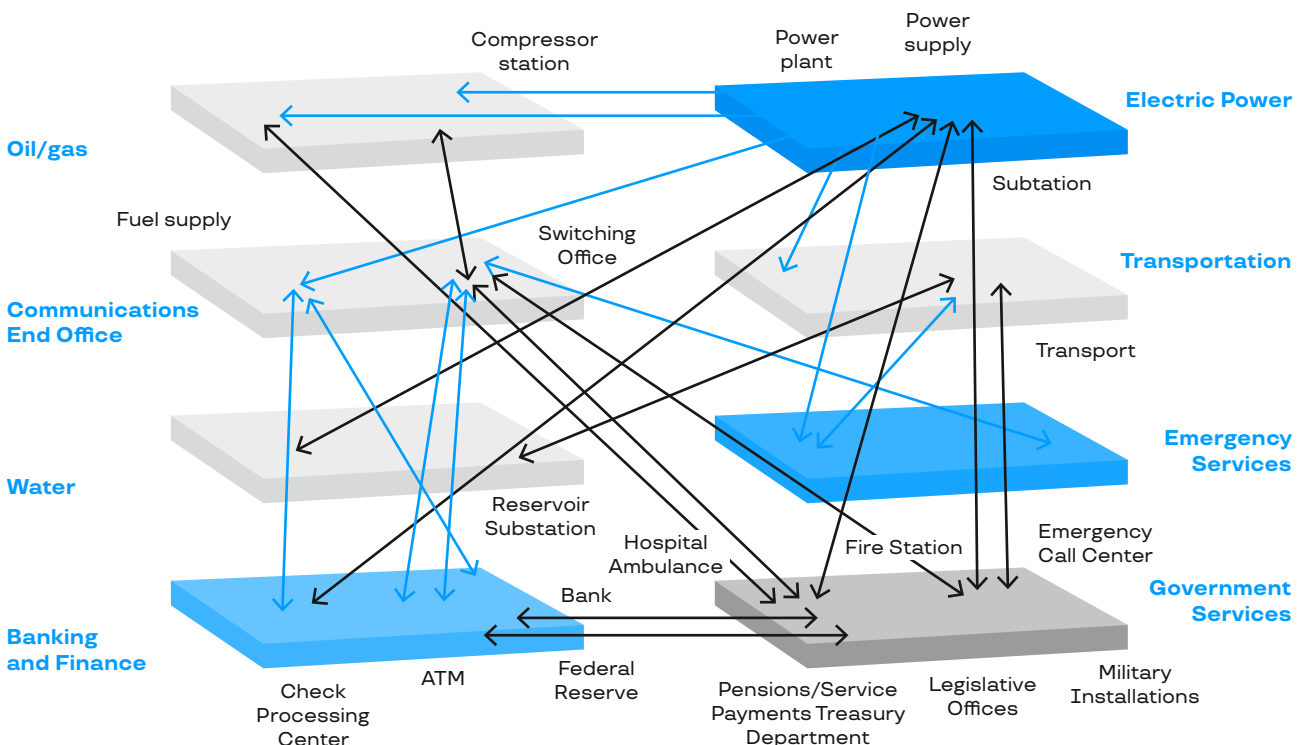 Compressor
station
Power
plant
Power
supply
Electric Power
Oil/gas
Subtation
Fuel supply
Switching
Office
Transportation
Communications
End Office
Transport
Emergency
Services
Water
Reservoir
Substation
Hospital
Ambulance
Fire Station
Emergency
Call Center
Government
Services
Bank
Banking
and Finance
ATM
Federal
Reserve
Check
Processing
Center
Pensions/Service
Payments Treasury
Department
Legislative
Offices
Military
Installations